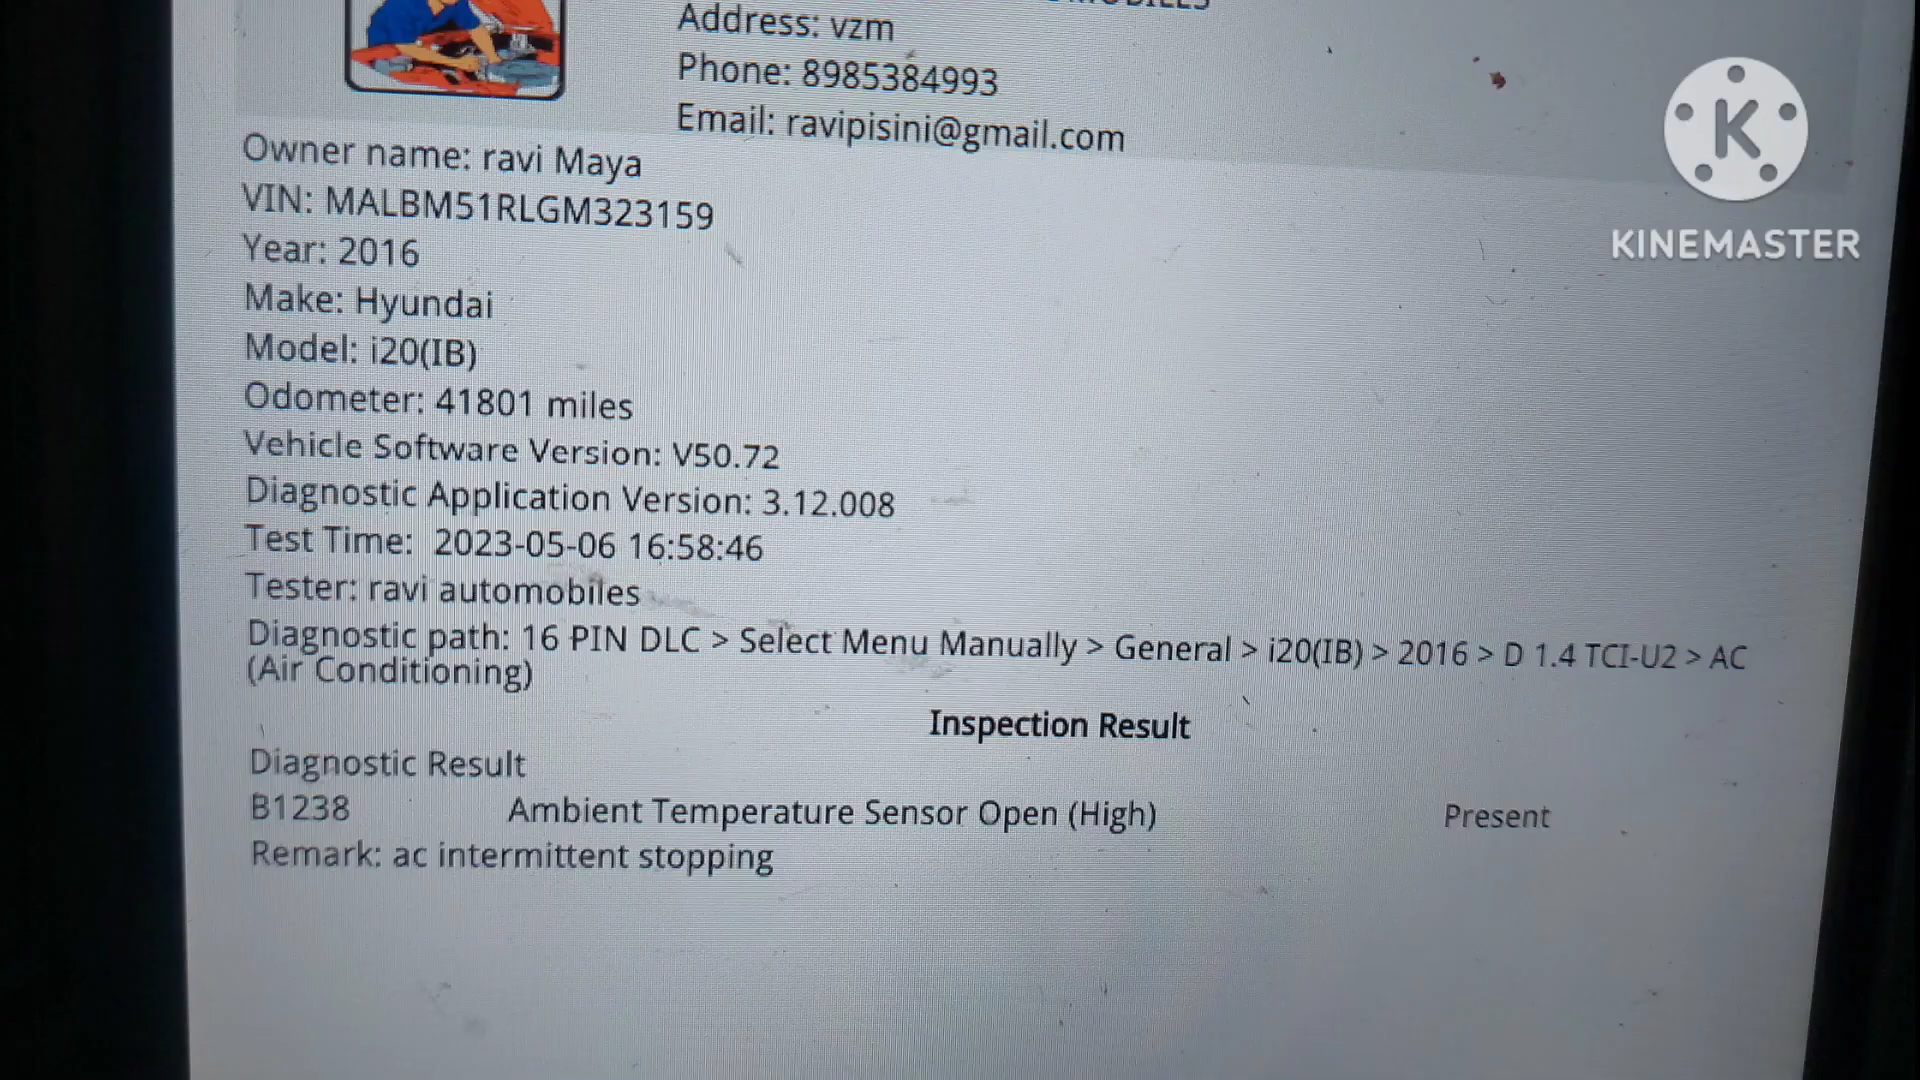 Address: vzm
Phone: 8985384993
Email: ravipisini@gmail.com
K
KINEMASTER
Owner name: ravi Maya
VIN: MALBM51RLGM323159
Year: 2016
Make: Hyundai
Model: i20(IB)
Odometer: 41801 miles
Vehicle Software Version: V50.72
Diagnostic Application Version: 3.12.008
Test Time: 2023-05-06 16:58:46
Tester: ravi automobiles
Diagnostic path: 16 PIN DLC > Select Menu Manually > General > i20(IB) > 2016 > D 1.4 TCI-U2 > AC
(Air Conditioning)
Inspection Result
Diagnostic Result
B1238 Ambient Temperature Sensor Open (High) Present
Remark: ac intermittent stopping